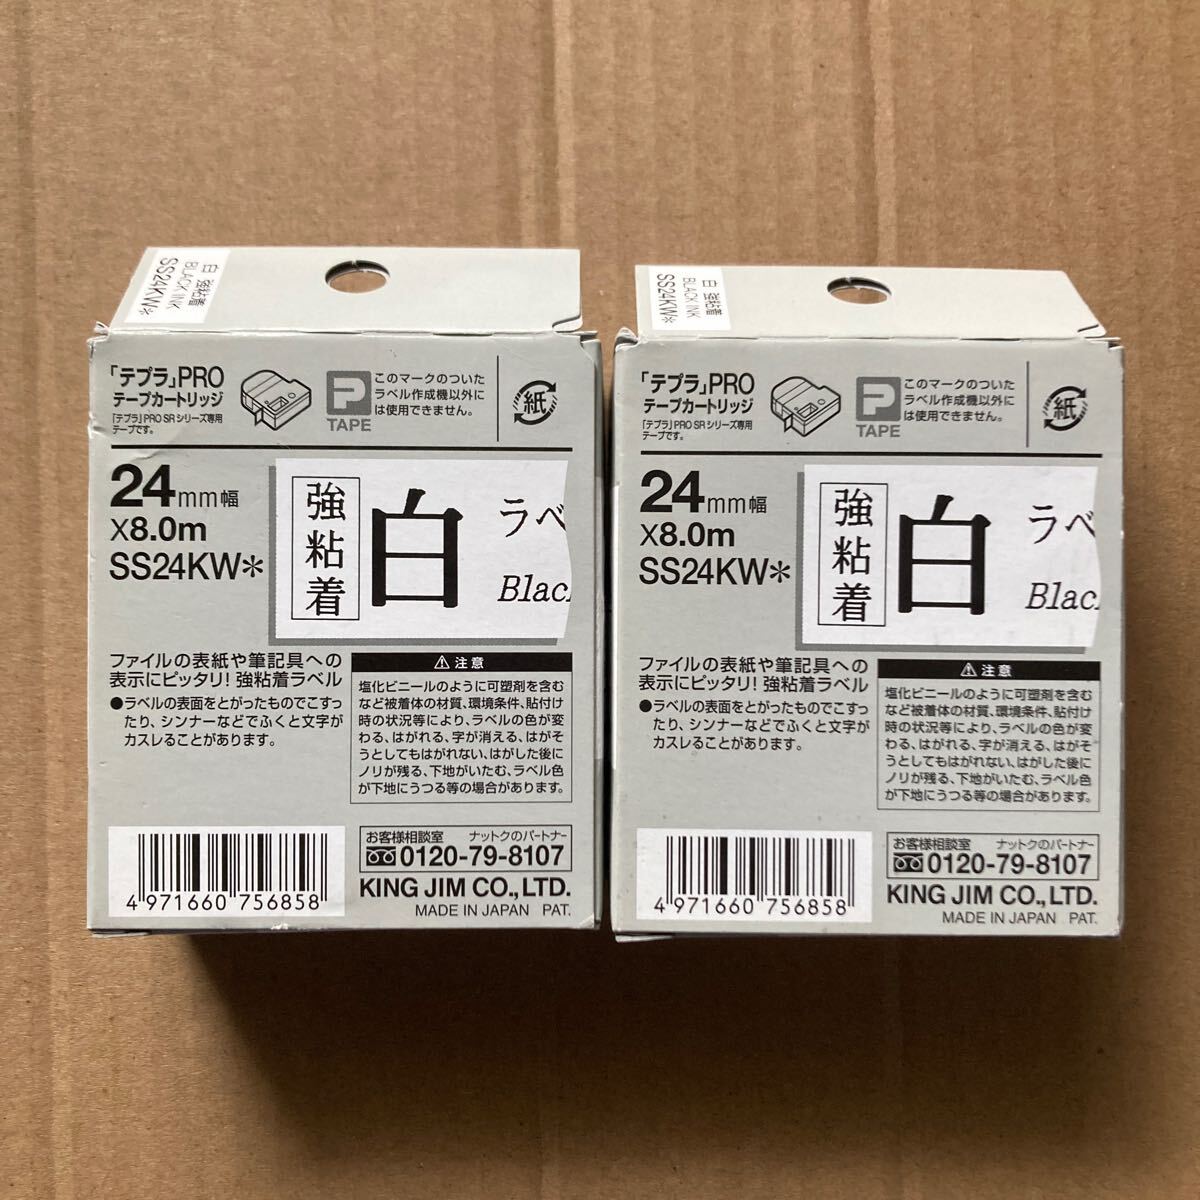 白 強粘着
BLACK INK
SS24KW＊
「テプラ」PRO
テープカートリッジ
「テプラ」PRO SRシリーズ専用
テープです。
P
TAPE
このマークのついた
ラベル作成機以外に
は使用できません。
紙
24mm幅
X8.0m
SS24KW＊
強粘着
白
ラベ
Blac
ファイルの表紙や筆記具への
表示にピッタリ! 強粘着ラベル
●ラベルの表面をとがったものでこすっ
たり、シンナーなどでふくと文字が
カスレることがあります。
⚠注意
塩化ビニールのように可塑剤を含む
など被着体の材質、環境条件、貼付け
時の状況等により、ラベルの色が変
わる、はがれる、字が消える、はがそ
うとしてもはがれない、はがした後に
ノリが残る、下地がいたむ、ラベル色
が下地にうつる等の場合があります。
4 971660 756858
お客様相談室 ナットクのパートナー
0120-79-8107
KING JIM CO.,LTD.
MADE IN JAPAN PAT.
白 強粘着
BLACK INK
SS24KW＊
「テプラ」PRO
テープカートリッジ
「テプラ」PRO SRシリーズ専用
テープです。
P
TAPE
このマークのついた
ラベル作成機以外に
は使用できません。
紙
24mm幅
X8.0m
SS24KW＊
強粘着
白
ラベ
Blac
ファイルの表紙や筆記具への
表示にピッタリ! 強粘着ラベル
●ラベルの表面をとがったものでこすっ
たり、シンナーなどでふくと文字が
カスレることがあります。
⚠注意
塩化ビニールのように可塑剤を含む
など被着体の材質、環境条件、貼付け
時の状況等により、ラベルの色が変
わる、はがれる、字が消える、はがそ
うとしてもはがれない、はがした後に
ノリが残る、下地がいたむ、ラベル色
が下地にうつる等の場合があります。
4 971660 756858
お客様相談室 ナットクのパートナー
0120-79-8107
KING JIM CO.,LTD.
MADE IN JAPAN PAT.